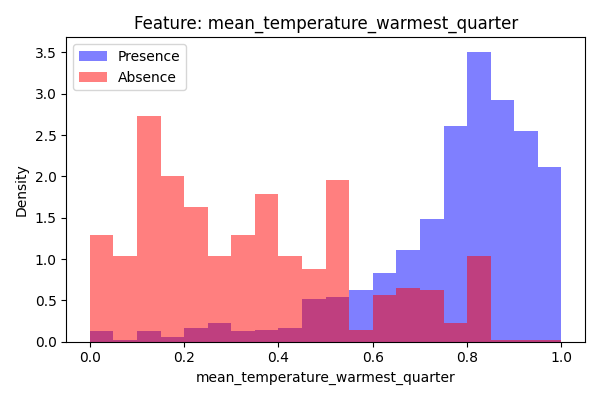 Feature: mean_temperature_warmest_quarter
Presence
Absence
Density
3.5
3.0
2.5
2.0
1.5
1.0
0.5
0.0
0.0 0.2 0.4 0.6 0.8 1.0
mean_temperature_warmest_quarter